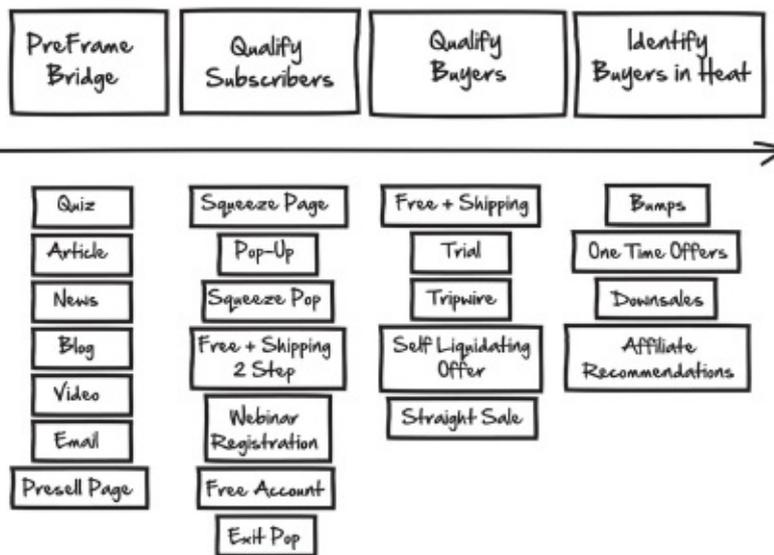 PreFrame
Bridge
Qualify
Subscribers
Qualify
Buyers
Identify
Buyers in Heat
Quiz
Article
News
Blog
Video
Email
Presell Page
Squeeze Page
Pop-Up
Squeeze Pop
Free + Shipping
2 Step
Webinar
Registration
Free Account
Exit Pop
Free + Shipping
Trial
Tripwire
Self Liquidating
Offer
Straight Sale
Bumps
One Time Offers
Downsales
Affiliate
Recommendations